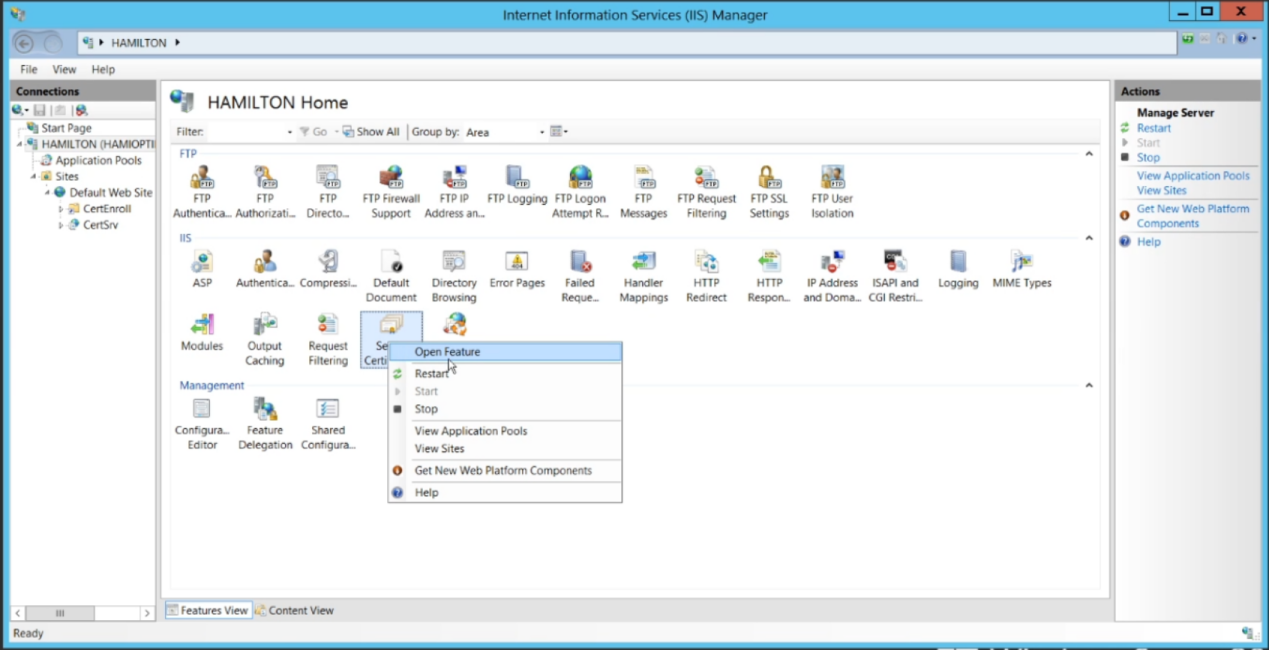 Internet Information Services (IIS) Manager
HAMILTON
File View Help
Connections
Start Page
HAMILTON (HAMIOPTI
Application Pools
Sites
Default Web Site
CertEnroll
CertSrv
HAMILTON Home
Filter: Go Show All Group by: Area
FTP
FTP Authentica...
FTP Authorizati...
FTP Directo...
FTP Firewall Support
FTP IP Address an...
FTP Logging
FTP Logon Attempt R...
FTP Messages
FTP Request Filtering
FTP SSL Settings
FTP User Isolation
IIS
ASP
Authentica...
Compressi...
Default Document
Directory Browsing
Error Pages
Failed Reque...
Handler Mappings
HTTP Redirect
HTTP Respon...
IP Address and Doma...
ISAPI and CGI Restri...
Logging
MIME Types
Modules
Output Caching
Request Filtering
Open Feature
Restart
Start
Stop
View Application Pools
View Sites
Get New Web Platform Components
Help
Management
Configura... Editor
Feature Delegation
Shared Configura...
Features View
Content View
Actions
Manage Server
Restart
Start
Stop
View Application Pools
View Sites
Get New Web Platform Components
Help
Ready